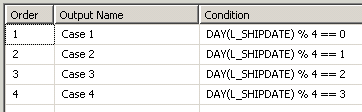 Order Output Name Condition
1 Case 1 DAY(L_SHIPDATE) % 4 == 0
2 Case 2 DAY(L_SHIPDATE) % 4 == 1
3 Case 3 DAY(L_SHIPDATE) % 4 == 2
4 Case 4 DAY(L_SHIPDATE) % 4 == 3